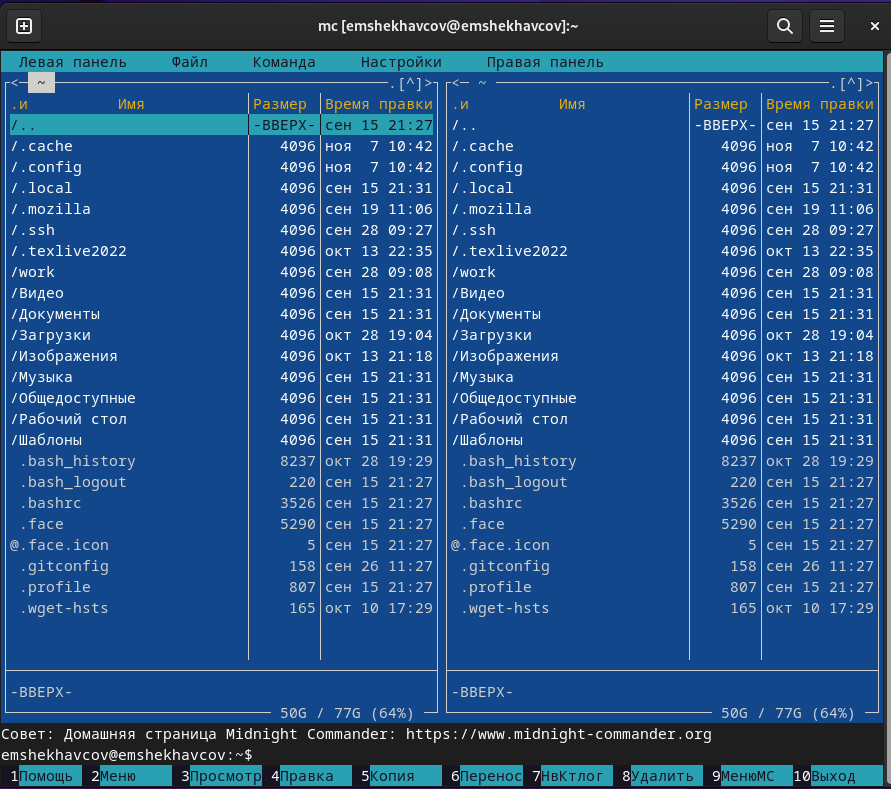 mc [emshekhavcov@emshekhavcov]:~
Левая панель Файл Команда Настройки Правая панель
<─ ~ .[^]> <─ ~ .[^]>
.и Имя Размер Время правки .и Имя Размер Время правки
/.. -ВВЕРХ- сен 15 21:27 /.. -ВВЕРХ- сен 15 21:27
/.cache 4096 ноя 7 10:42 /.cache 4096 ноя 7 10:42
/.config 4096 ноя 7 10:42 /.config 4096 ноя 7 10:42
/.local 4096 сен 15 21:31 /.local 4096 сен 15 21:31
/.mozilla 4096 сен 19 11:06 /.mozilla 4096 сен 19 11:06
/.ssh 4096 сен 28 09:27 /.ssh 4096 сен 28 09:27
/.texlive2022 4096 окт 13 22:35 /.texlive2022 4096 окт 13 22:35
/work 4096 сен 28 09:08 /work 4096 сен 28 09:08
/Видео 4096 сен 15 21:31 /Видео 4096 сен 15 21:31
/Документы 4096 сен 15 21:31 /Документы 4096 сен 15 21:31
/Загрузки 4096 окт 28 19:04 /Загрузки 4096 окт 28 19:04
/Изображения 4096 окт 13 21:18 /Изображения 4096 окт 13 21:18
/Музыка 4096 сен 15 21:31 /Музыка 4096 сен 15 21:31
/Общедоступные 4096 сен 15 21:31 /Общедоступные 4096 сен 15 21:31
/Рабочий стол 4096 сен 15 21:31 /Рабочий стол 4096 сен 15 21:31
/Шаблоны 4096 сен 15 21:31 /Шаблоны 4096 сен 15 21:31
.bash_history 8237 окт 28 19:29 .bash_history 8237 окт 28 19:29
.bash_logout 220 сен 15 21:27 .bash_logout 220 сен 15 21:27
.bashrc 3526 сен 15 21:27 .bashrc 3526 сен 15 21:27
.face 5290 сен 15 21:27 .face 5290 сен 15 21:27
@.face.icon 5 сен 15 21:27 @.face.icon 5 сен 15 21:27
.gitconfig 158 сен 26 11:27 .gitconfig 158 сен 26 11:27
.profile 807 сен 15 21:27 .profile 807 сен 15 21:27
.wget-hsts 165 окт 10 17:29 .wget-hsts 165 окт 10 17:29
-ВВЕРХ- -ВВЕРХ-
50G / 77G (64%) 50G / 77G (64%)
Совет: Домашняя страница Midnight Commander: https://www.midnight-commander.org
emshekhavcov@emshekhavcov:~$
1Помощь 2Меню 3Просмотр 4Правка 5Копия 6Перенос 7НвКтлог 8Удалить 9МенюМС 10Выход